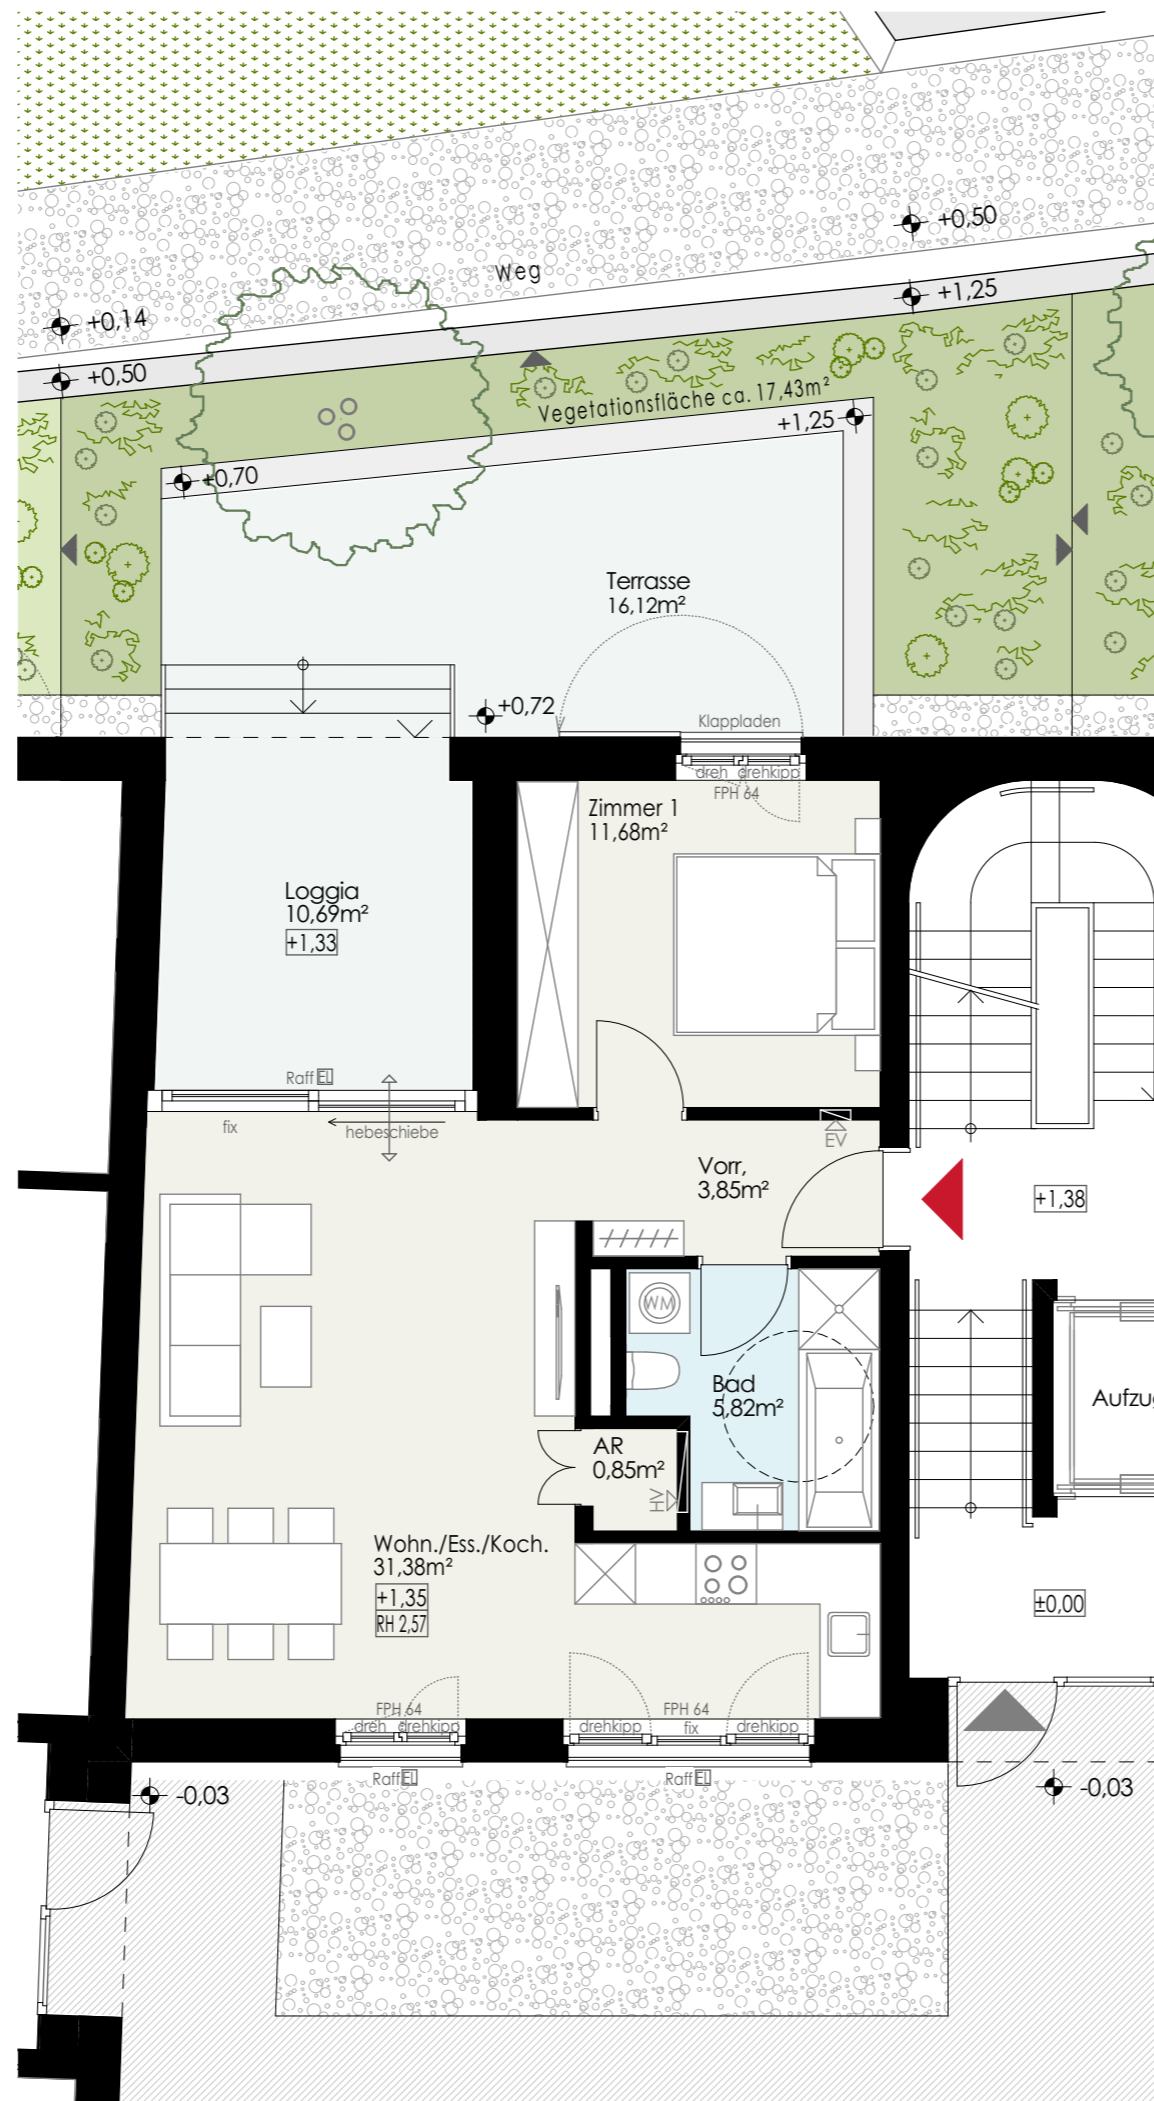 +0,50
Weg
+1,25
+0,14
+0,50
Vegetationsfläche ca. 17,43m²
+1,25
+0,70
Terrasse
16,12m²
+0,72
Klappladen
dreh drehkipp
FPH 64
Zimmer 1
11,68m²
Loggia
10,69m²
+1,33
Raff EL
fix
hebeschiebe
EV
Vorr,
3,85m²
+1,38
WM
Bad
5,82m²
Aufzu
AR
0,85m²
HV
Wohn./Ess./Koch.
31,38m²
+1,35
RH 2,57
±0,00
FPH 64
dreh drehkipp
FPH 64
drehkipp fix drehkipp
Raff EL
Raff EL
-0,03
-0,03